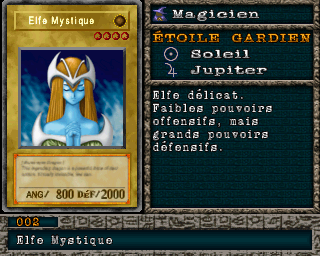 Elfe Mystique
ANG/ 800 DÉF/2000
Magicien
ÉTOILE GARDIEN
Soleil
Jupiter
Elfe délicat.
Faibles pouvoirs
offensifs, mais
grands pouvoirs
défensifs.
002
Elfe Mystique